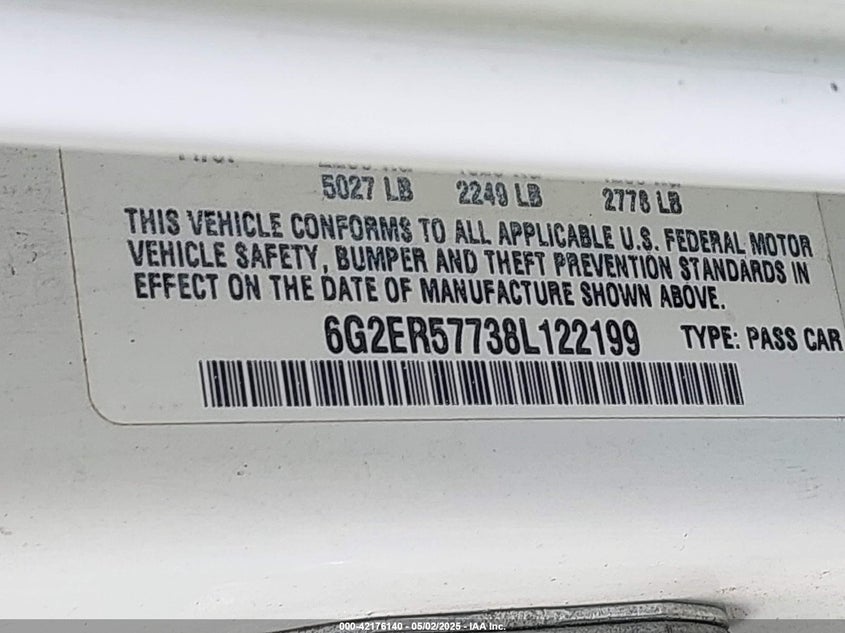 5027 LB 2249 LB 2778 LB
THIS VEHICLE CONFORMS TO ALL APPLICABLE U.S. FEDERAL MOTOR
VEHICLE SAFETY, BUMPER AND THEFT PREVENTION STANDARDS IN
EFFECT ON THE DATE OF MANUFACTURE SHOWN ABOVE.
6G2ER57738L122199 TYPE: PASS CAR
000-42176140 - 05/02/2025 - IAA Inc.